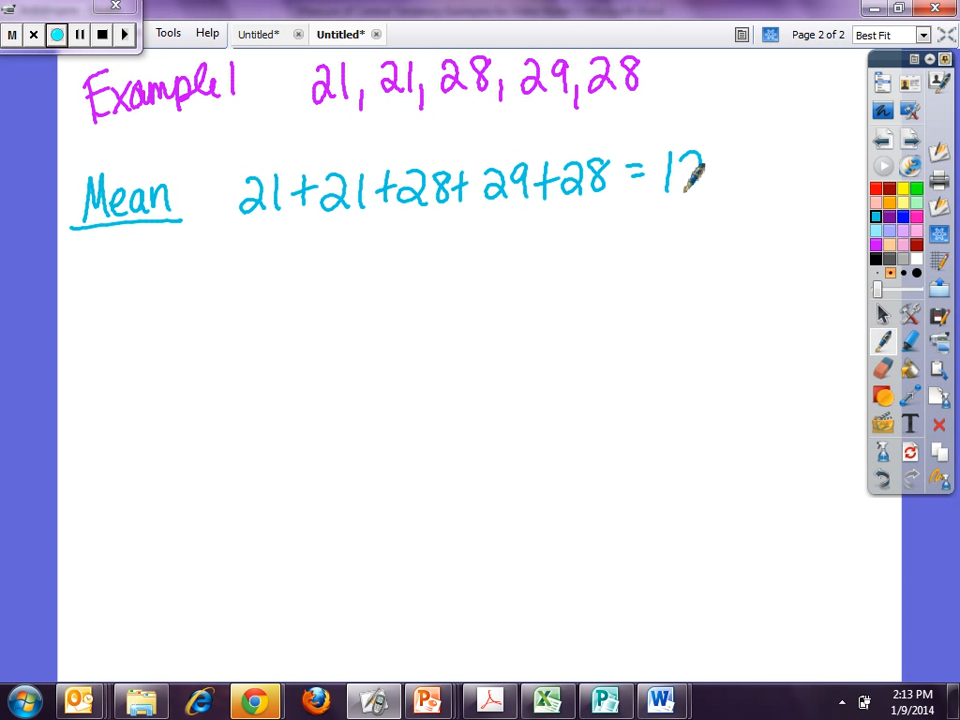 M
Tools Help Untitled* Untitled* Page 2 of 2 Best Fit
Example 1 21, 21, 28, 29, 28
Mean 21+21+28+29+28 = 12
T
2:13 PM
1/9/2014